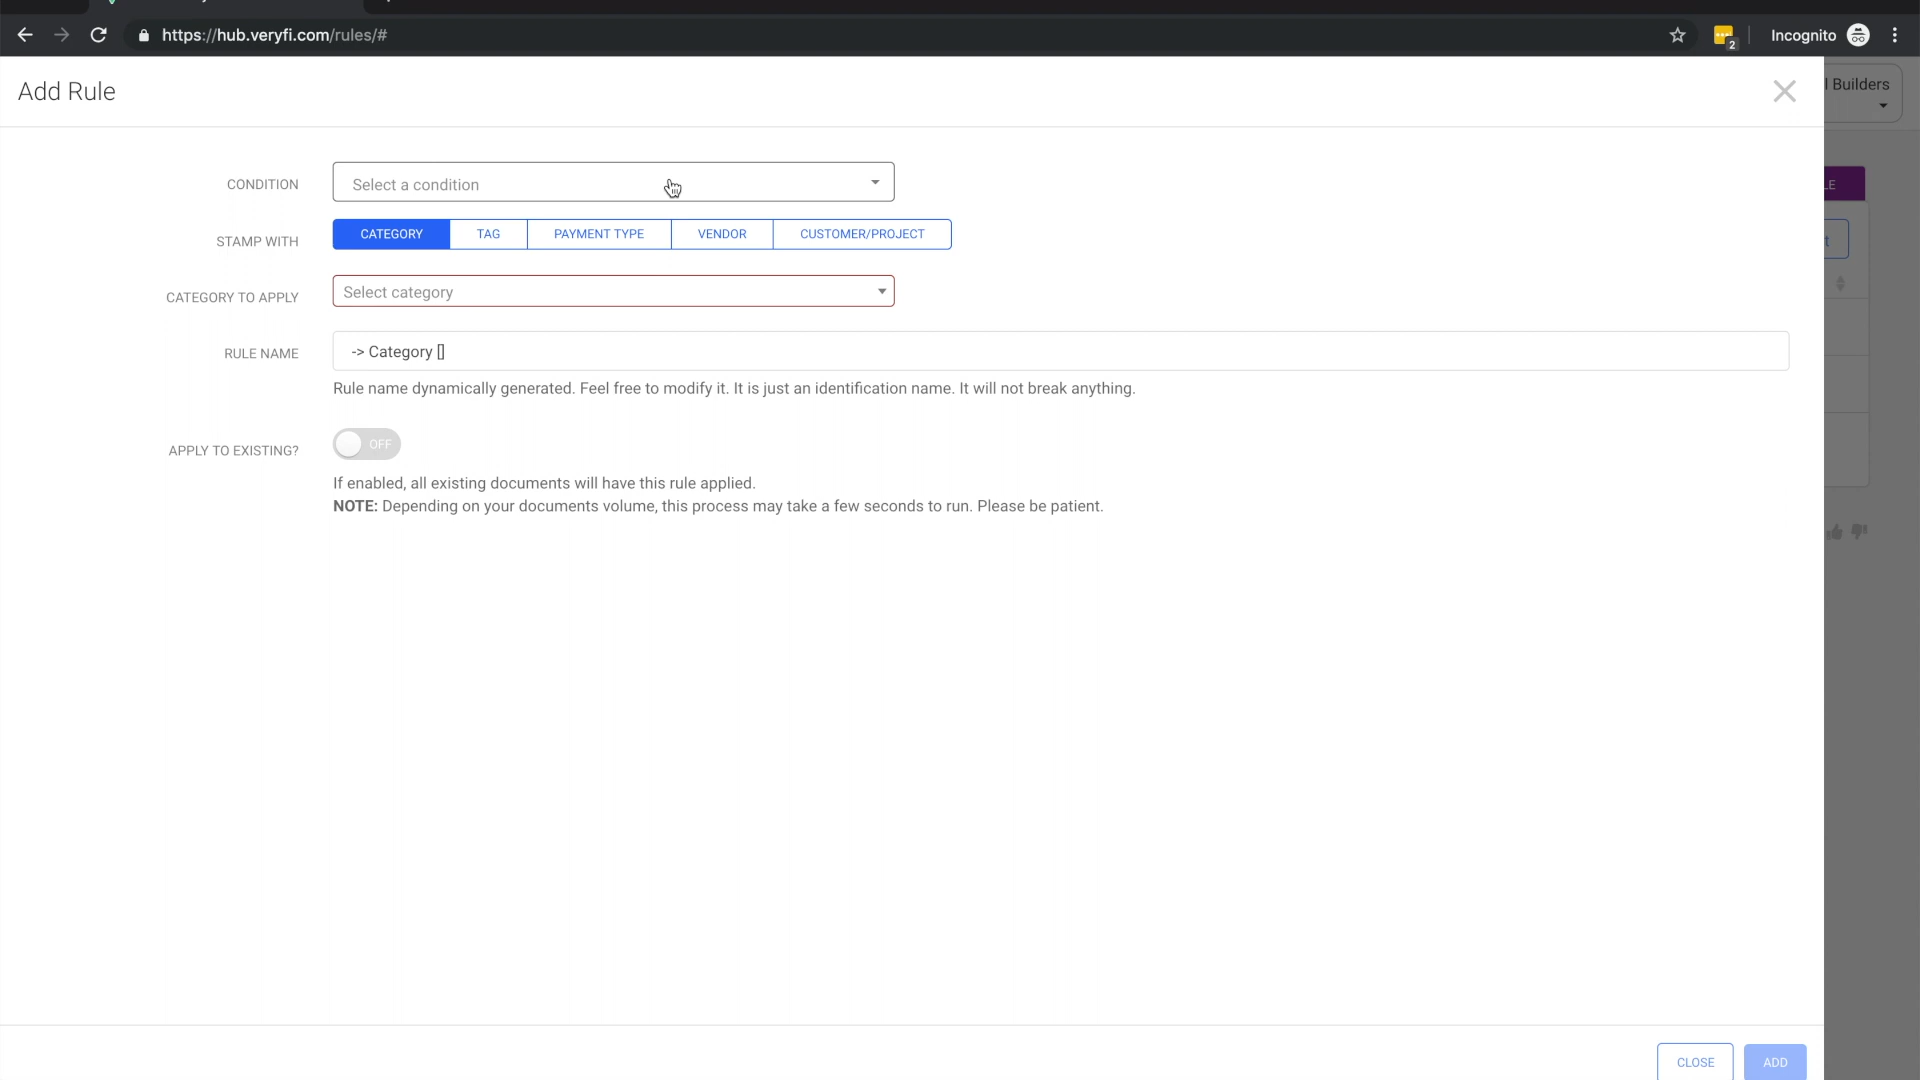 https://hub.veryfi.com/rules/#
2
Incognito
Add Rule
l Builders
CONDITION
Select a condition
LE
STAMP WITH
CATEGORY
TAG
PAYMENT TYPE
VENDOR
CUSTOMER/PROJECT
t
CATEGORY TO APPLY
Select category
RULE NAME
-> Category []
Rule name dynamically generated. Feel free to modify it. It is just an identification name. It will not break anything.
APPLY TO EXISTING?
OFF
If enabled, all existing documents will have this rule applied.
NOTE: Depending on your documents volume, this process may take a few seconds to run. Please be patient.
CLOSE
ADD